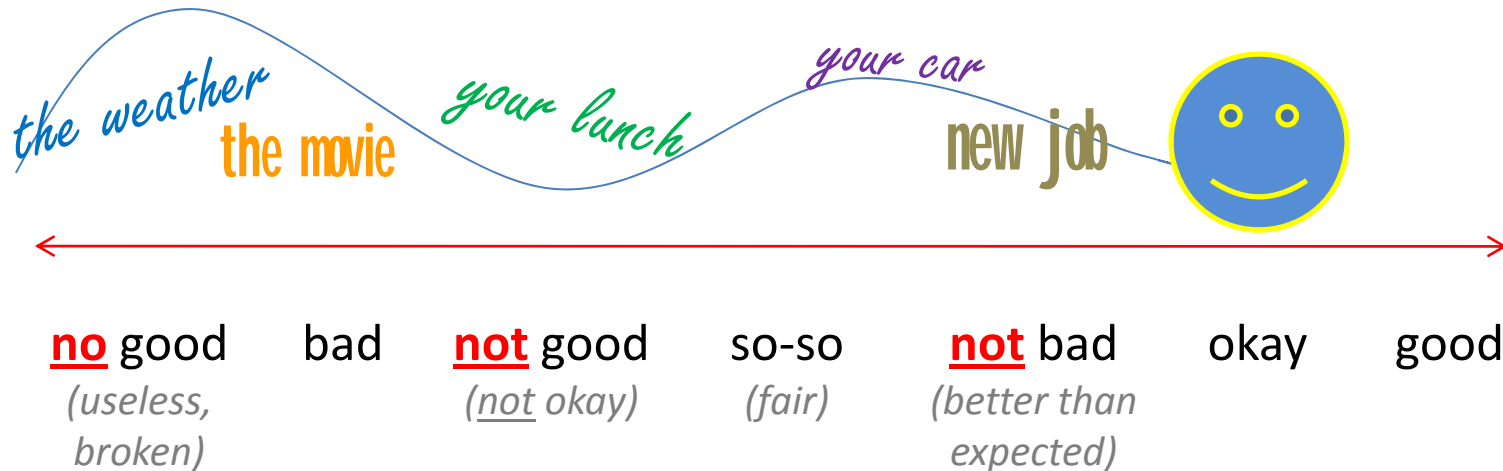 the weather
the movie
your lunch
your car
new job
no good bad not good so-so not bad okay good
(useless, (not okay) (fair) (better than
broken) expected)